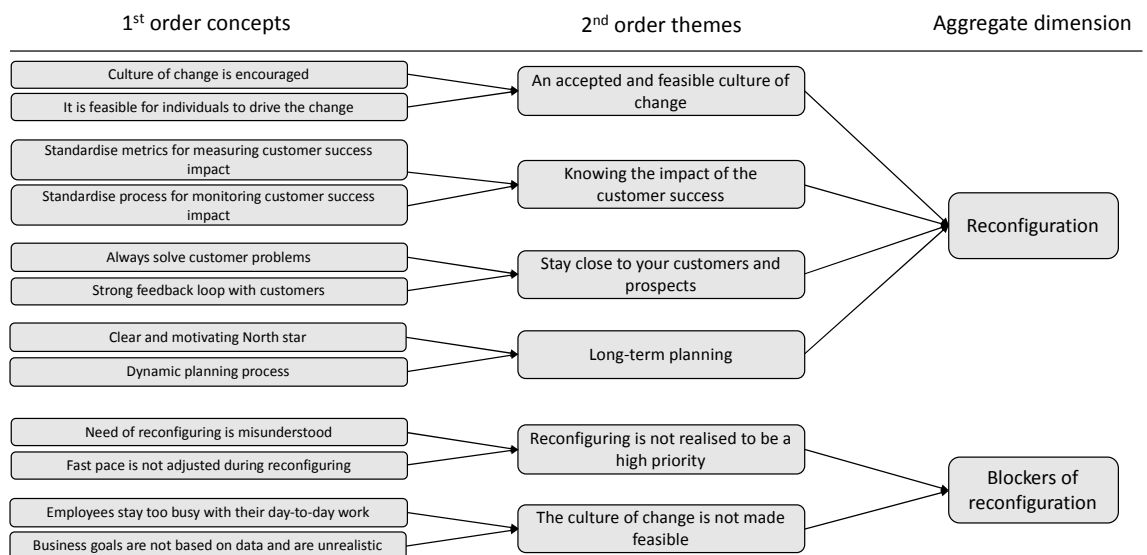 1st order concepts
2nd order themes
Aggregate dimension
Culture of change is encouraged
It is feasible for individuals to drive the change
An accepted and feasible culture of
change
Standardise metrics for measuring customer success
impact
Standardise process for monitoring customer success
impact
Knowing the impact of the
customer success
Always solve customer problems
Strong feedback loop with customers
Stay close to your customers and
prospects
Clear and motivating North star
Dynamic planning process
Long-term planning
Reconfiguration
Need of reconfiguring is misunderstood
Fast pace is not adjusted during reconfiguring
Reconfiguring is not realised to be a
high priority
Employees stay too busy with their day-to-day work
Business goals are not based on data and are unrealistic
The culture of change is not made
feasible
Blockers of
reconfiguration